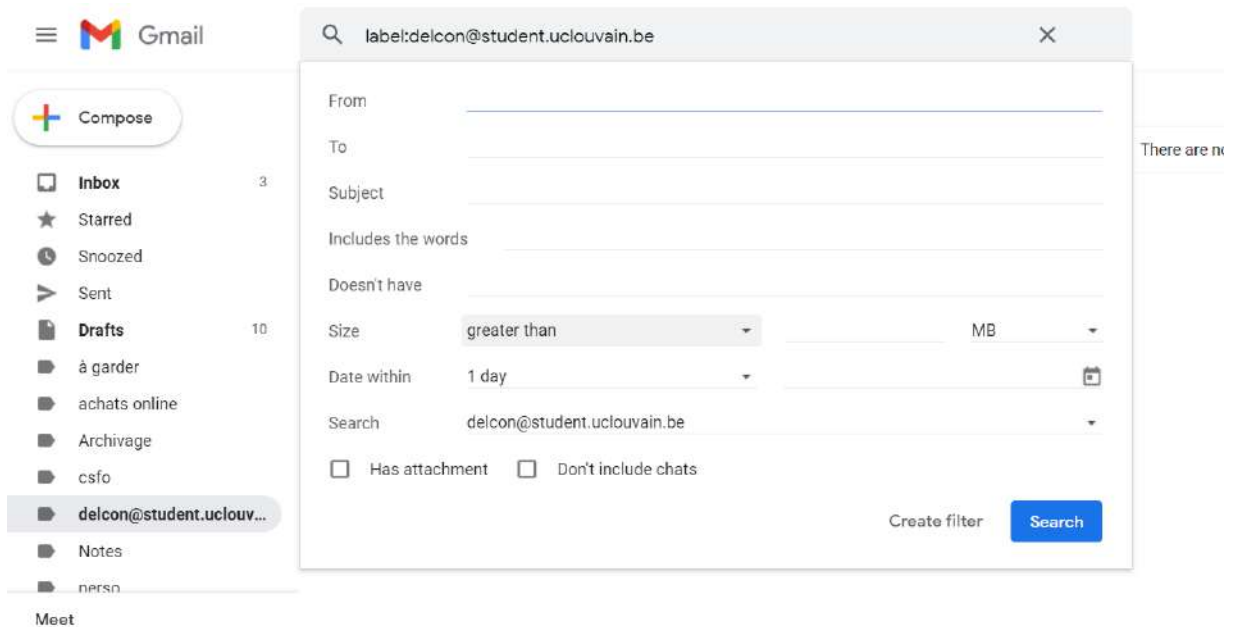 Gmail
label:delcon@student.uclouvain.be
Compose
Inbox 3
Starred
Snoozed
Sent
Drafts 10
à garder
achats online
Archivage
csfo
delcon@student.uclouv...
Notes
perso
Meet
From
To
Subject
Includes the words
Doesn't have
Size greater than MB
Date within 1 day
Search delcon@student.uclouvain.be
Has attachment Don't include chats
Create filter Search
There are